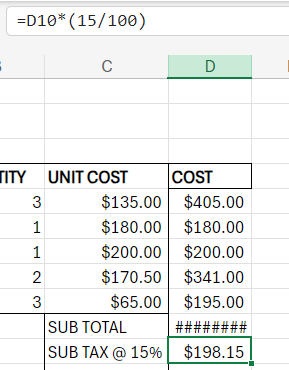 =D10*(15/100)
C D
TITY UNIT COST COST
3 $135.00 $405.00
1 $180.00 $180.00
1 $200.00 $200.00
2 $170.50 $341.00
3 $65.00 $195.00
SUB TOTAL ########
SUB TAX @ 15% $198.15